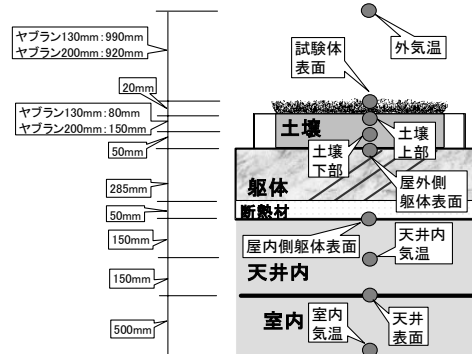 ヤブラン130mm：990mm
ヤブラン200mm：920mm
20mm
ヤブラン130mm：80mm
ヤブラン200mm：150mm
50mm
285mm
50mm
150mm
150mm
500mm
外気温
試験体
表面
土壌
土壌
上部
土壌
下部
躯体
屋外側
躯体表面
断熱材
屋内側躯体表面
天井内
気温
天井内
室内
室内
気温
天井
表面